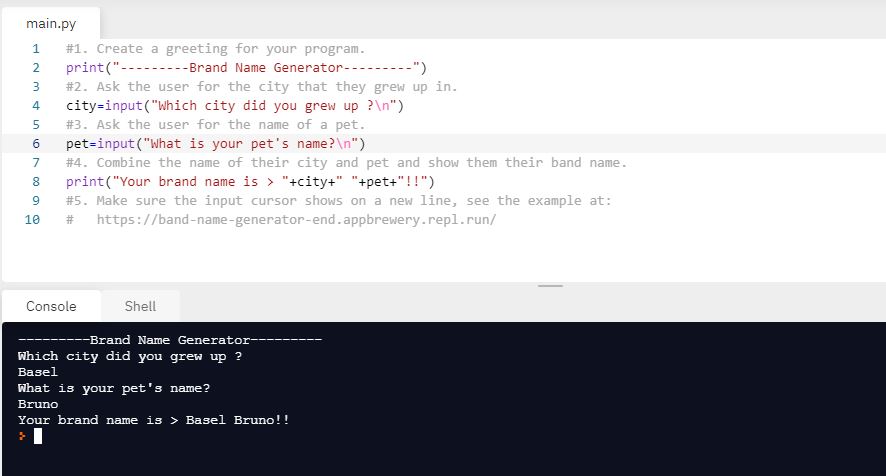 main.py
1 #1. Create a greeting for your program.
2 print("---------Brand Name Generator---------")
3 #2. Ask the user for the city that they grew up in.
4 city=input("Which city did you grew up ?\n")
5 #3. Ask the user for the name of a pet.
6 pet=input("What is your pet's name?\n")
7 #4. Combine the name of their city and pet and show them their band name.
8 print("Your brand name is > "+city+" "+pet+"!!")
9 #5. Make sure the input cursor shows on a new line, see the example at:
10 #   https://band-name-generator-end.appbrewery.repl.run/
Console Shell
---------Brand Name Generator---------
Which city did you grew up ?
Basel
What is your pet's name?
Bruno
Your brand name is > Basel Bruno!!
>